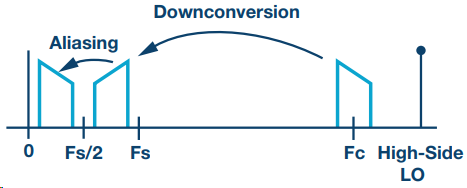 Downconversion
Aliasing
0 Fs/2 Fs Fc High-Side
LO